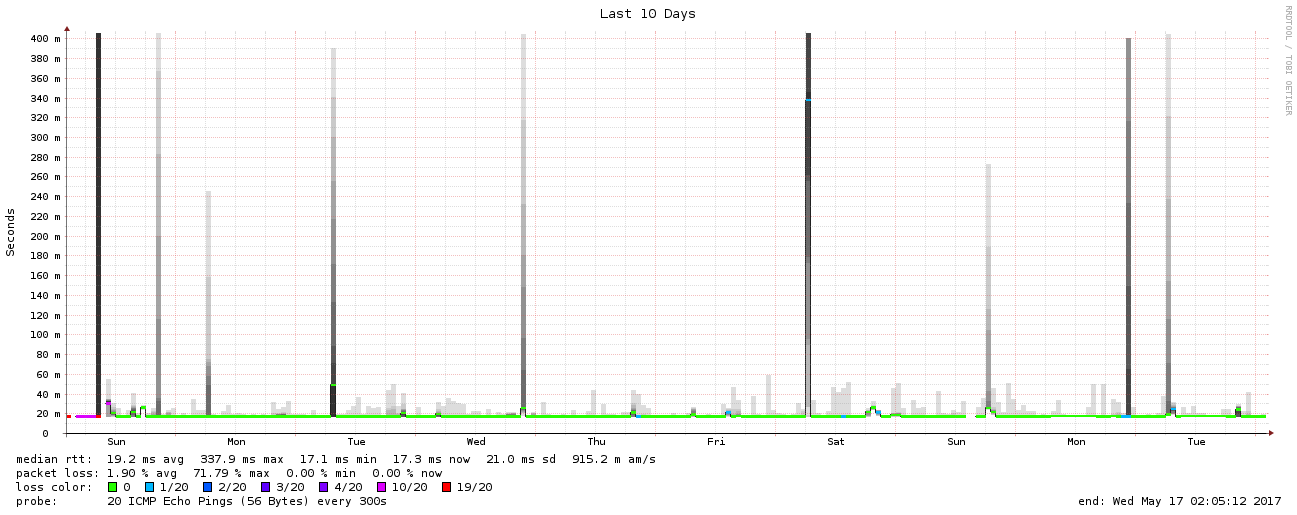 Last 10 Days
RRDTOOL / TOBI OETIKER
Seconds
400 m
380 m
360 m
340 m
320 m
300 m
280 m
260 m
240 m
220 m
200 m
180 m
160 m
140 m
120 m
100 m
80 m
60 m
40 m
20 m
0
Sun Mon Tue Wed Thu Fri Sat Sun Mon Tue
median rtt: 19.2 ms avg 337.9 ms max 17.1 ms min 17.3 ms now 21.0 ms sd 915.2 m am/s
packet loss: 1.90 % avg 71.79 % max 0.00 % min 0.00 % now
loss color: 0 1/20 2/20 3/20 4/20 10/20 19/20
probe: 20 ICMP Echo Pings (56 Bytes) every 300s end: Wed May 17 02:05:12 2017